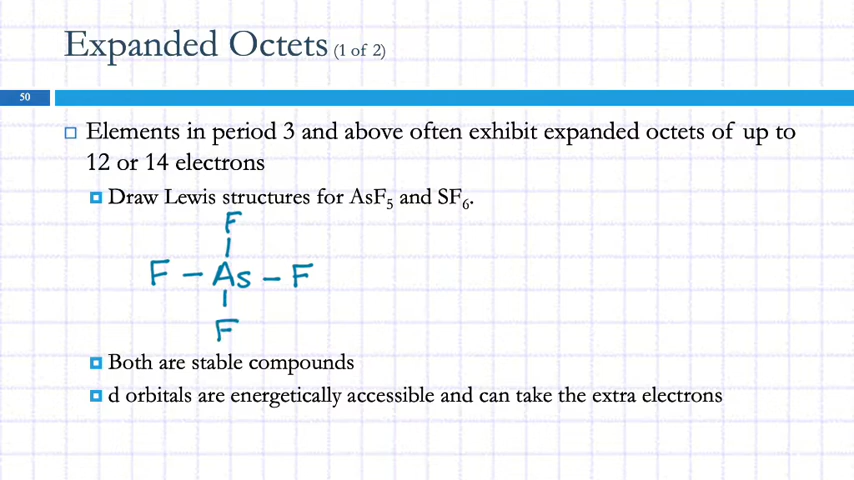 Expanded Octets (1 of 2)
50
Elements in period 3 and above often exhibit expanded octets of up to
12 or 14 electrons
Draw Lewis structures for AsF₅ and SF₆.
F
F – As – F
F
Both are stable compounds
d orbitals are energetically accessible and can take the extra electrons